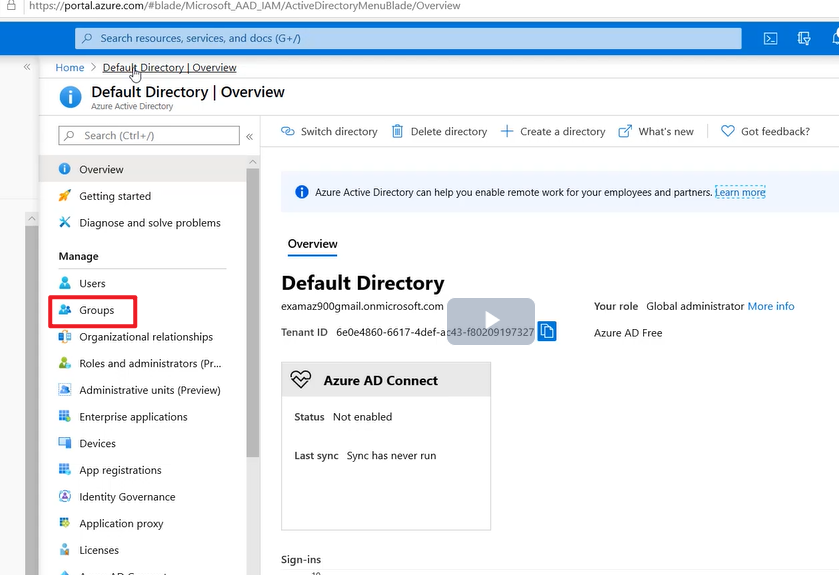 https://portal.azure.com/#blade/Microsoft_AAD_IAM/ActiveDirectoryMenuBlade/Overview
Search resources, services, and docs (G+/)
Home > Default Directory | Overview
Default Directory | Overview
Azure Active Directory
Search (Ctrl+/)
Switch directory Delete directory Create a directory What's new Got feedback?
Overview
Getting started
Diagnose and solve problems
Manage
Users
Groups
Organizational relationships
Roles and administrators (Pr...
Administrative units (Preview)
Enterprise applications
Devices
App registrations
Identity Governance
Application proxy
Licenses
Azure Active Directory can help you enable remote work for your employees and partners. Learn more
Overview
Default Directory
examaz900gmail.onmicrosoft.com
Your role Global administrator More info
Tenant ID 6e0e4860-6617-4def-ac43-f80209197327
Azure AD Free
Azure AD Connect
Status Not enabled
Last sync Sync has never run
Sign-ins